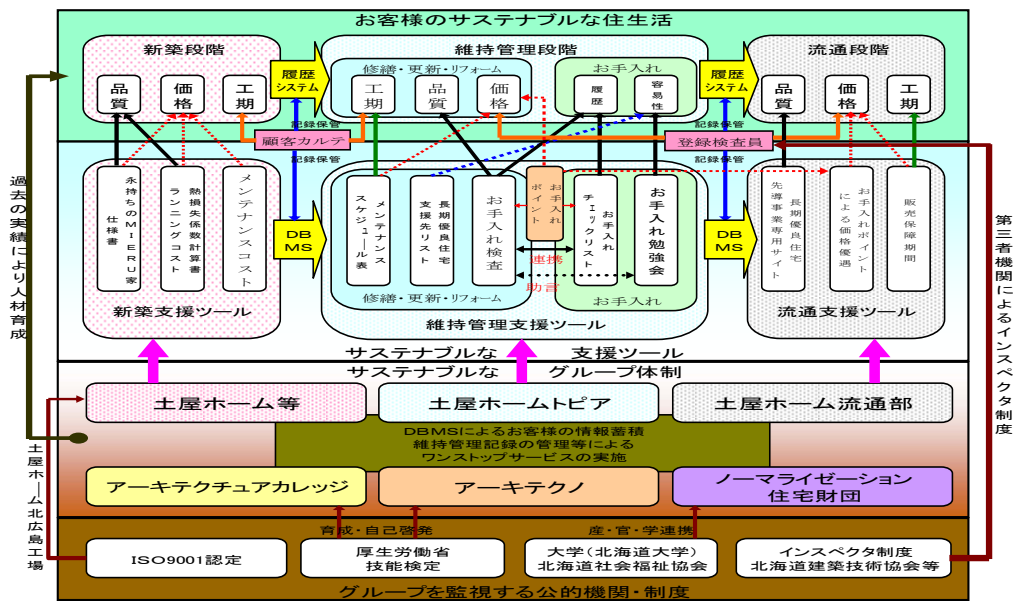 お客様のサステナブルな住生活
新築段階
維持管理段階
流通段階
品質
価格
工期
履歴
システム
修繕・更新・リフォーム
工期
品質
価格
お手入れ
履歴
容易性
履歴
システム
品質
価格
工期
記録保管
記録保管
顧客カルテ
登録検査員
記録保管
記録保管
永持ちのMIERU家
仕様書
熱損失係数計算書
ランニングコスト
メンテナンスコスト
新築支援ツール
DB
MS
メンテナンス
スケジュール表
長期優良住宅
支援先リスト
お手入れ検査
お手入れ
ポイント
お手入れ
チェックリスト
お手入れ勉強会
連携
助言
修繕・更新・リフォーム
お手入れ
維持管理支援ツール
DB
MS
長期優良住宅
先導事業専用サイト
お手入れポイント
による価格優遇
販売保障期間
流通支援ツール
サステナブルな 支援ツール
サステナブルな グループ体制
土屋ホーム等
土屋ホームトピア
土屋ホーム流通部
DBMSによるお客様の情報蓄積
維持管理記録の管理等による
ワンストップサービスの実施
アーキテクチュアカレッジ
アーキテクノ
ノーマライゼーション
住宅財団
育成・自己啓発
産・官・学連携
ISO9001認定
厚生労働省
技能検定
大学(北海道大学)
北海道社会福祉協会
インスペクタ制度
北海道建築技術協会等
グループを監視する公的機関・制度
過去の実績により人材育成
土屋ホーム北広島工場
第三者機関によるインスペクタ制度